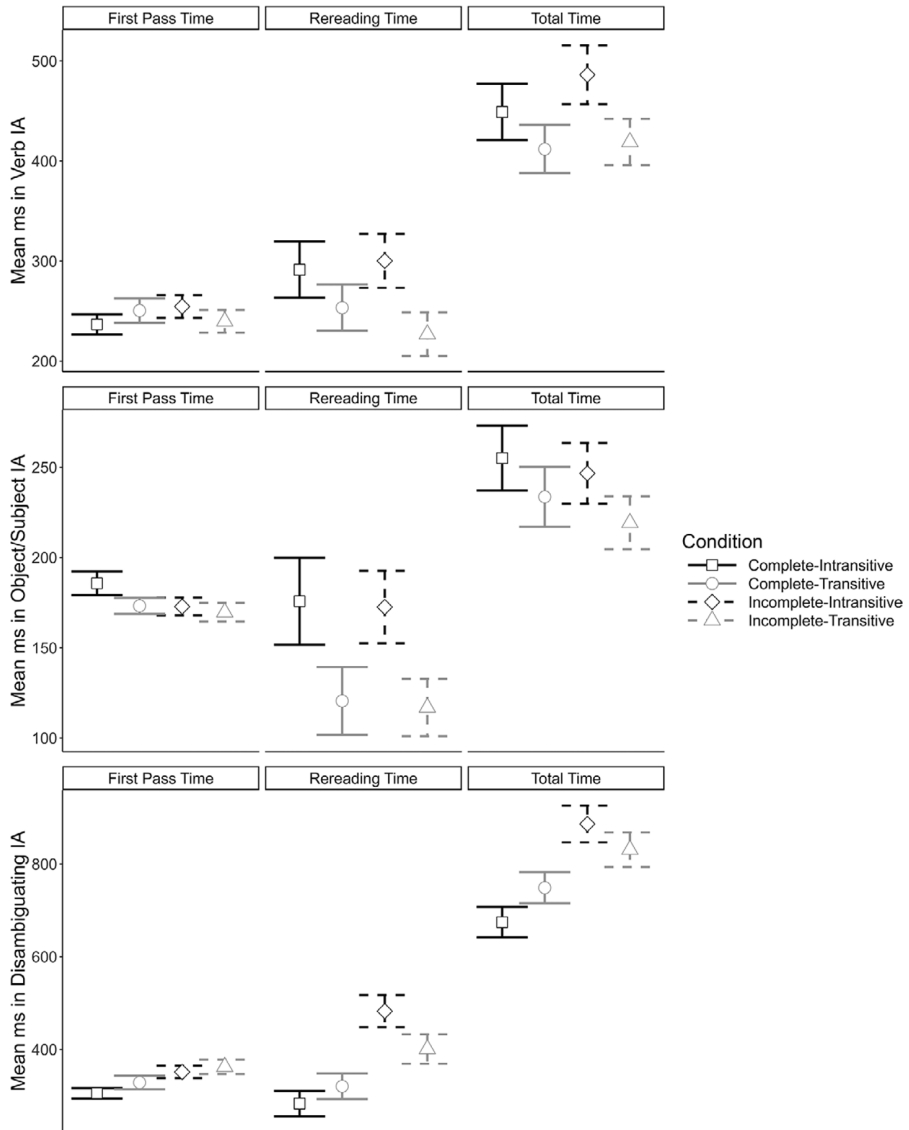 First Pass Time Rereading Time Total Time
Mean ms in Verb IA
500
400
300
200
First Pass Time Rereading Time Total Time
Mean ms in Object/Subject IA
250
200
150
100
Condition
Complete-Intransitive
Complete-Transitive
Incomplete-Intransitive
Incomplete-Transitive
First Pass Time Rereading Time Total Time
Mean ms in Disambiguating IA
800
600
400